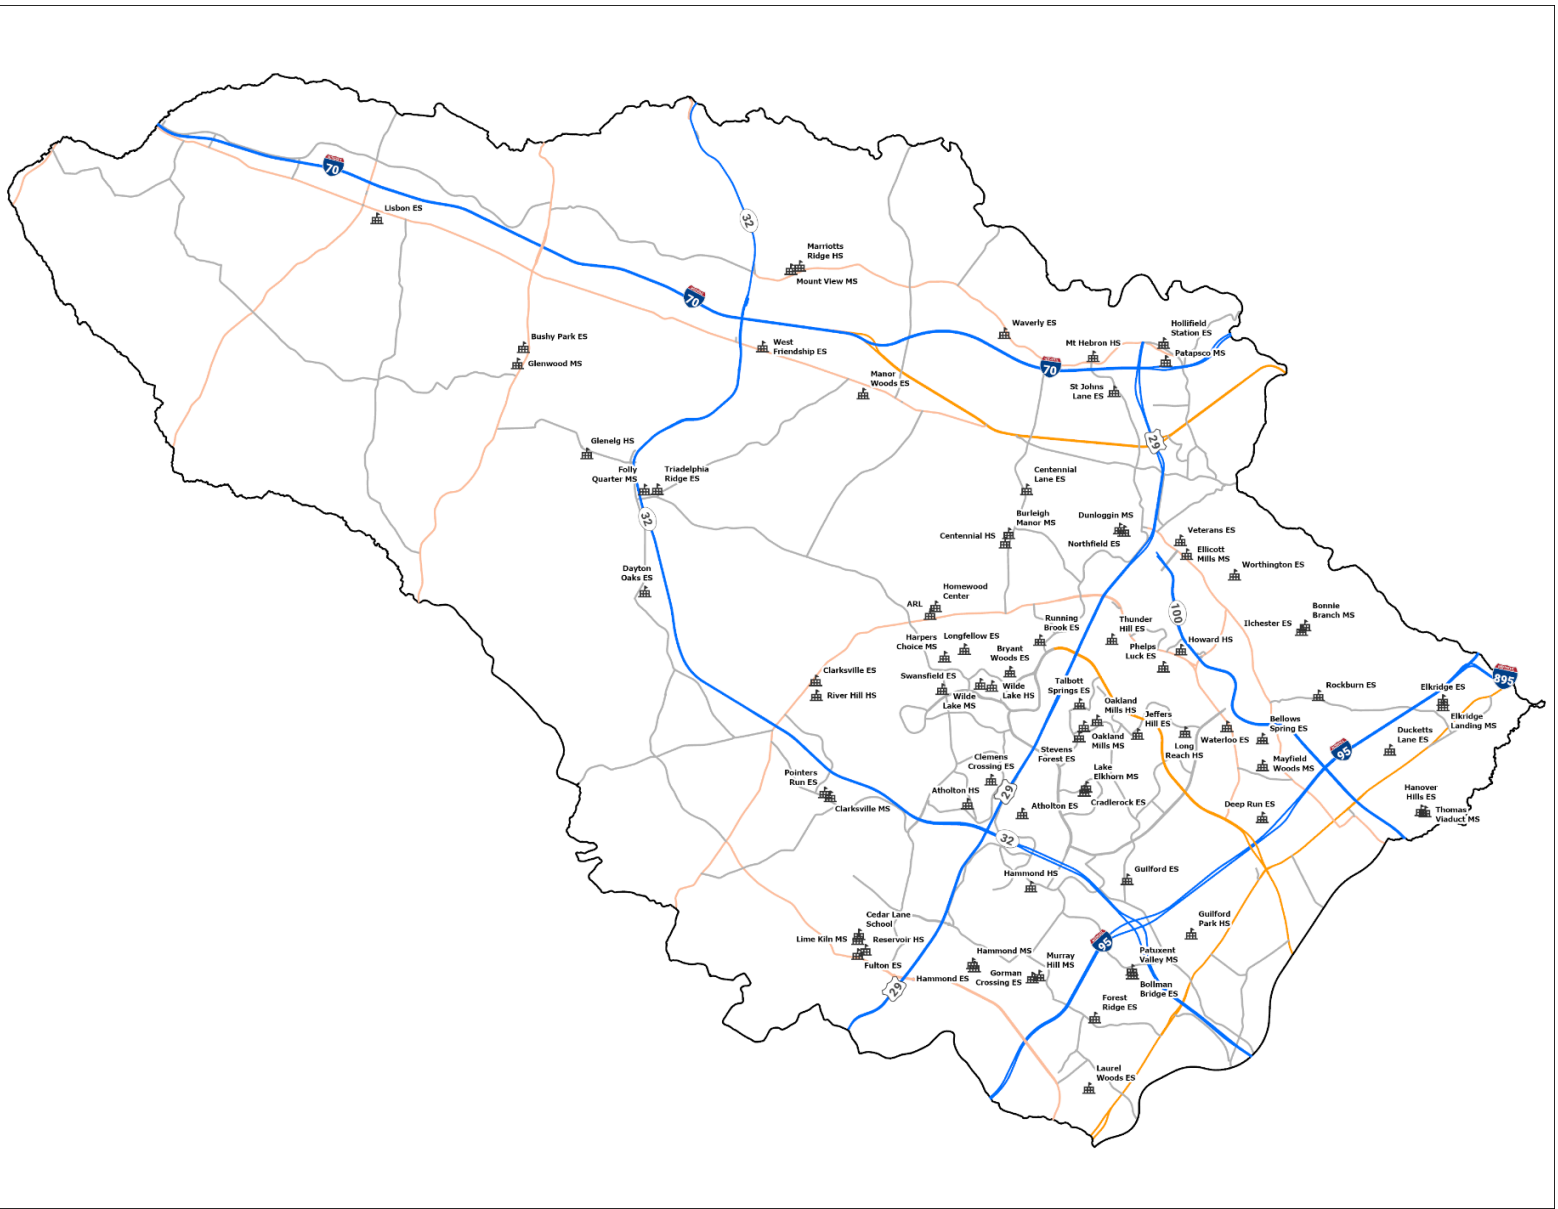 70
Lisbon ES
32
Marriotts
Ridge HS
Mount View MS
70
Bushy Park ES
Glenwood MS
West
Friendship ES
Manor
Woods ES
Waverly ES
Mt Hebron HS
Hollifield
Station ES
Patapsco MS
70
St Johns
Lane ES
29
Glenelg HS
Folly
Quarter MS
Triadelphia
Ridge ES
32
Centennial
Lane ES
Burleigh
Manor MS
Centennial HS
Dunloggin MS
Northfield ES
Veterans ES
Ellicott
Mills MS
Worthington ES
Dayton
Oaks ES
Homewood
Center
ARL
100
Bonnie
Branch MS
Ilchester ES
Running
Brook ES
Thunder
Hill ES
Howard HS
Phelps
Luck ES
Harpers
Choice MS
Longfellow ES
Bryant
Woods ES
Clarksville ES
River Hill HS
Swansfield ES
Wilde
Lake MS
Wilde
Lake HS
Talbott
Springs ES
Oakland
Mills HS
Oakland
Mills MS
Jeffers
Hill ES
Stevens
Forest ES
Long
Reach HS
Waterloo ES
Bellows
Spring ES
Rockburn ES
Elkridge ES
895
Elkridge
Landing MS
Ducketts
Lane ES
95
Mayfield
Woods MS
Hanover
Hills ES
Thomas
Viaduct MS
Deep Run ES
Clemens
Crossing ES
Lake
Elkhorn MS
Cradlerock ES
Atholton HS
29
Atholton ES
Pointers
Run ES
Clarksville MS
32
Hammond HS
Guilford ES
Guilford
Park HS
Cedar Lane
School
Lime Kiln MS
Reservoir HS
Fulton ES
29
Hammond MS
Hammond ES
Gorman
Crossing ES
Murray
Hill MS
95
Patuxent
Valley MS
Bollman
Bridge ES
Forest
Ridge ES
Laurel
Woods ES